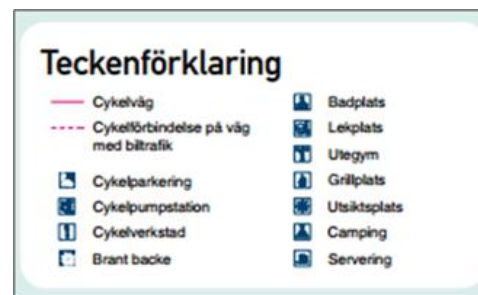 Teckenförklaring
Cykelväg
Cykelförbindelse på väg
med biltrafik
Cykelparkering
Cykelpumpstation
Cykelverkstad
Brant backe
Badplats
Lekplats
Utegym
Grillplats
Utsiktsplats
Camping
Servering